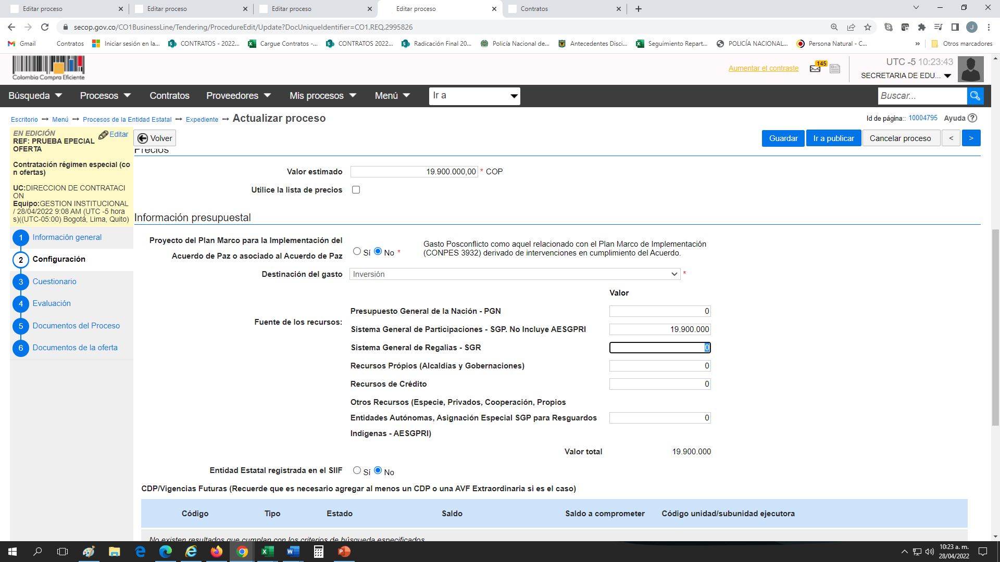 Editar proceso
Editar proceso
Editar proceso
Editar proceso
Contratos
secop.gov.co/CO1BusinessLine/Tendering/ProcedureEdit/Update?DocUniqueIdentifier=CO1.REQ.2995826
J
Gmail
Contratos
Iniciar sesión en la...
CONTRATOS - 2022...
Cargue Contratos -...
CONTRATOS 2022...
Radicación Final 20...
Policía Nacional de...
Antecedentes Disci...
Seguimiento Repart...
POLICÍA NACIONAL...
Persona Natural - C...
»
Otros marcadores
Colombia Compra Eficiente
Aumentar el contraste
145
UTC -5 10:23:43
SECRETARIA DE EDU...
Búsqueda
Procesos
Contratos
Proveedores
Mis procesos
Menú
Ir a
Buscar...
Escritorio → Menú → Procesos de la Entidad Estatal → Expediente → Actualizar proceso
Id de página:: 10004795
Ayuda ?
EN EDICIÓN
Editar
REF: PRUEBA EPECIAL
OFERTA
Contratación régimen especial (co
n ofertas)
UC:DIRECCION DE CONTRATACI
ON
Equipo:GESTION INSTITUCIONAL
/ 28/04/2022 9:08 AM (UTC -5 hora
s)((UTC-05:00) Bogotá, Lima, Quito)
1 Información general
2 Configuración
3 Cuestionario
4 Evaluación
5 Documentos del Proceso
6 Documentos de la oferta
Volver
Guardar
Ir a publicar
Cancelar proceso
<
>
Precios
Valor estimado 19.900.000,00 * COP
Utilice la lista de precios
Información presupuestal
Proyecto del Plan Marco para la Implementación del
Acuerdo de Paz o asociado al Acuerdo de Paz
Sí No *
Gasto Posconflicto como aquel relacionado con el Plan Marco de Implementación
(CONPES 3932) derivado de intervenciones en cumplimiento del Acuerdo.
Destinación del gasto Inversión *
Valor
Fuente de los recursos:
Presupuesto General de la Nación - PGN 0
Sistema General de Participaciones - SGP. No Incluye AESGPRI 19.900.000
Sistema General de Regalias - SGR 0
Recursos Própios (Alcaldías y Gobernaciones) 0
Recursos de Crédito 0
Otros Recursos (Especie, Privados, Cooperación, Propios
Entidades Autónomas, Asignación Especial SGP para Resguardos 0
Indígenas - AESGPRI)
Valor total 19.900.000
Entidad Estatal registrada en el SIIF Sí No
CDP/Vigencias Futuras (Recuerde que es necesario agregar al menos un CDP o una AVF Extraordinaria si es el caso)
Código Tipo Estado Saldo Saldo a comprometer Código unidad/subunidad ejecutora
No existen resultados que cumplan con los criterios de búsqueda especificados
10:23 a. m.
28/04/2022